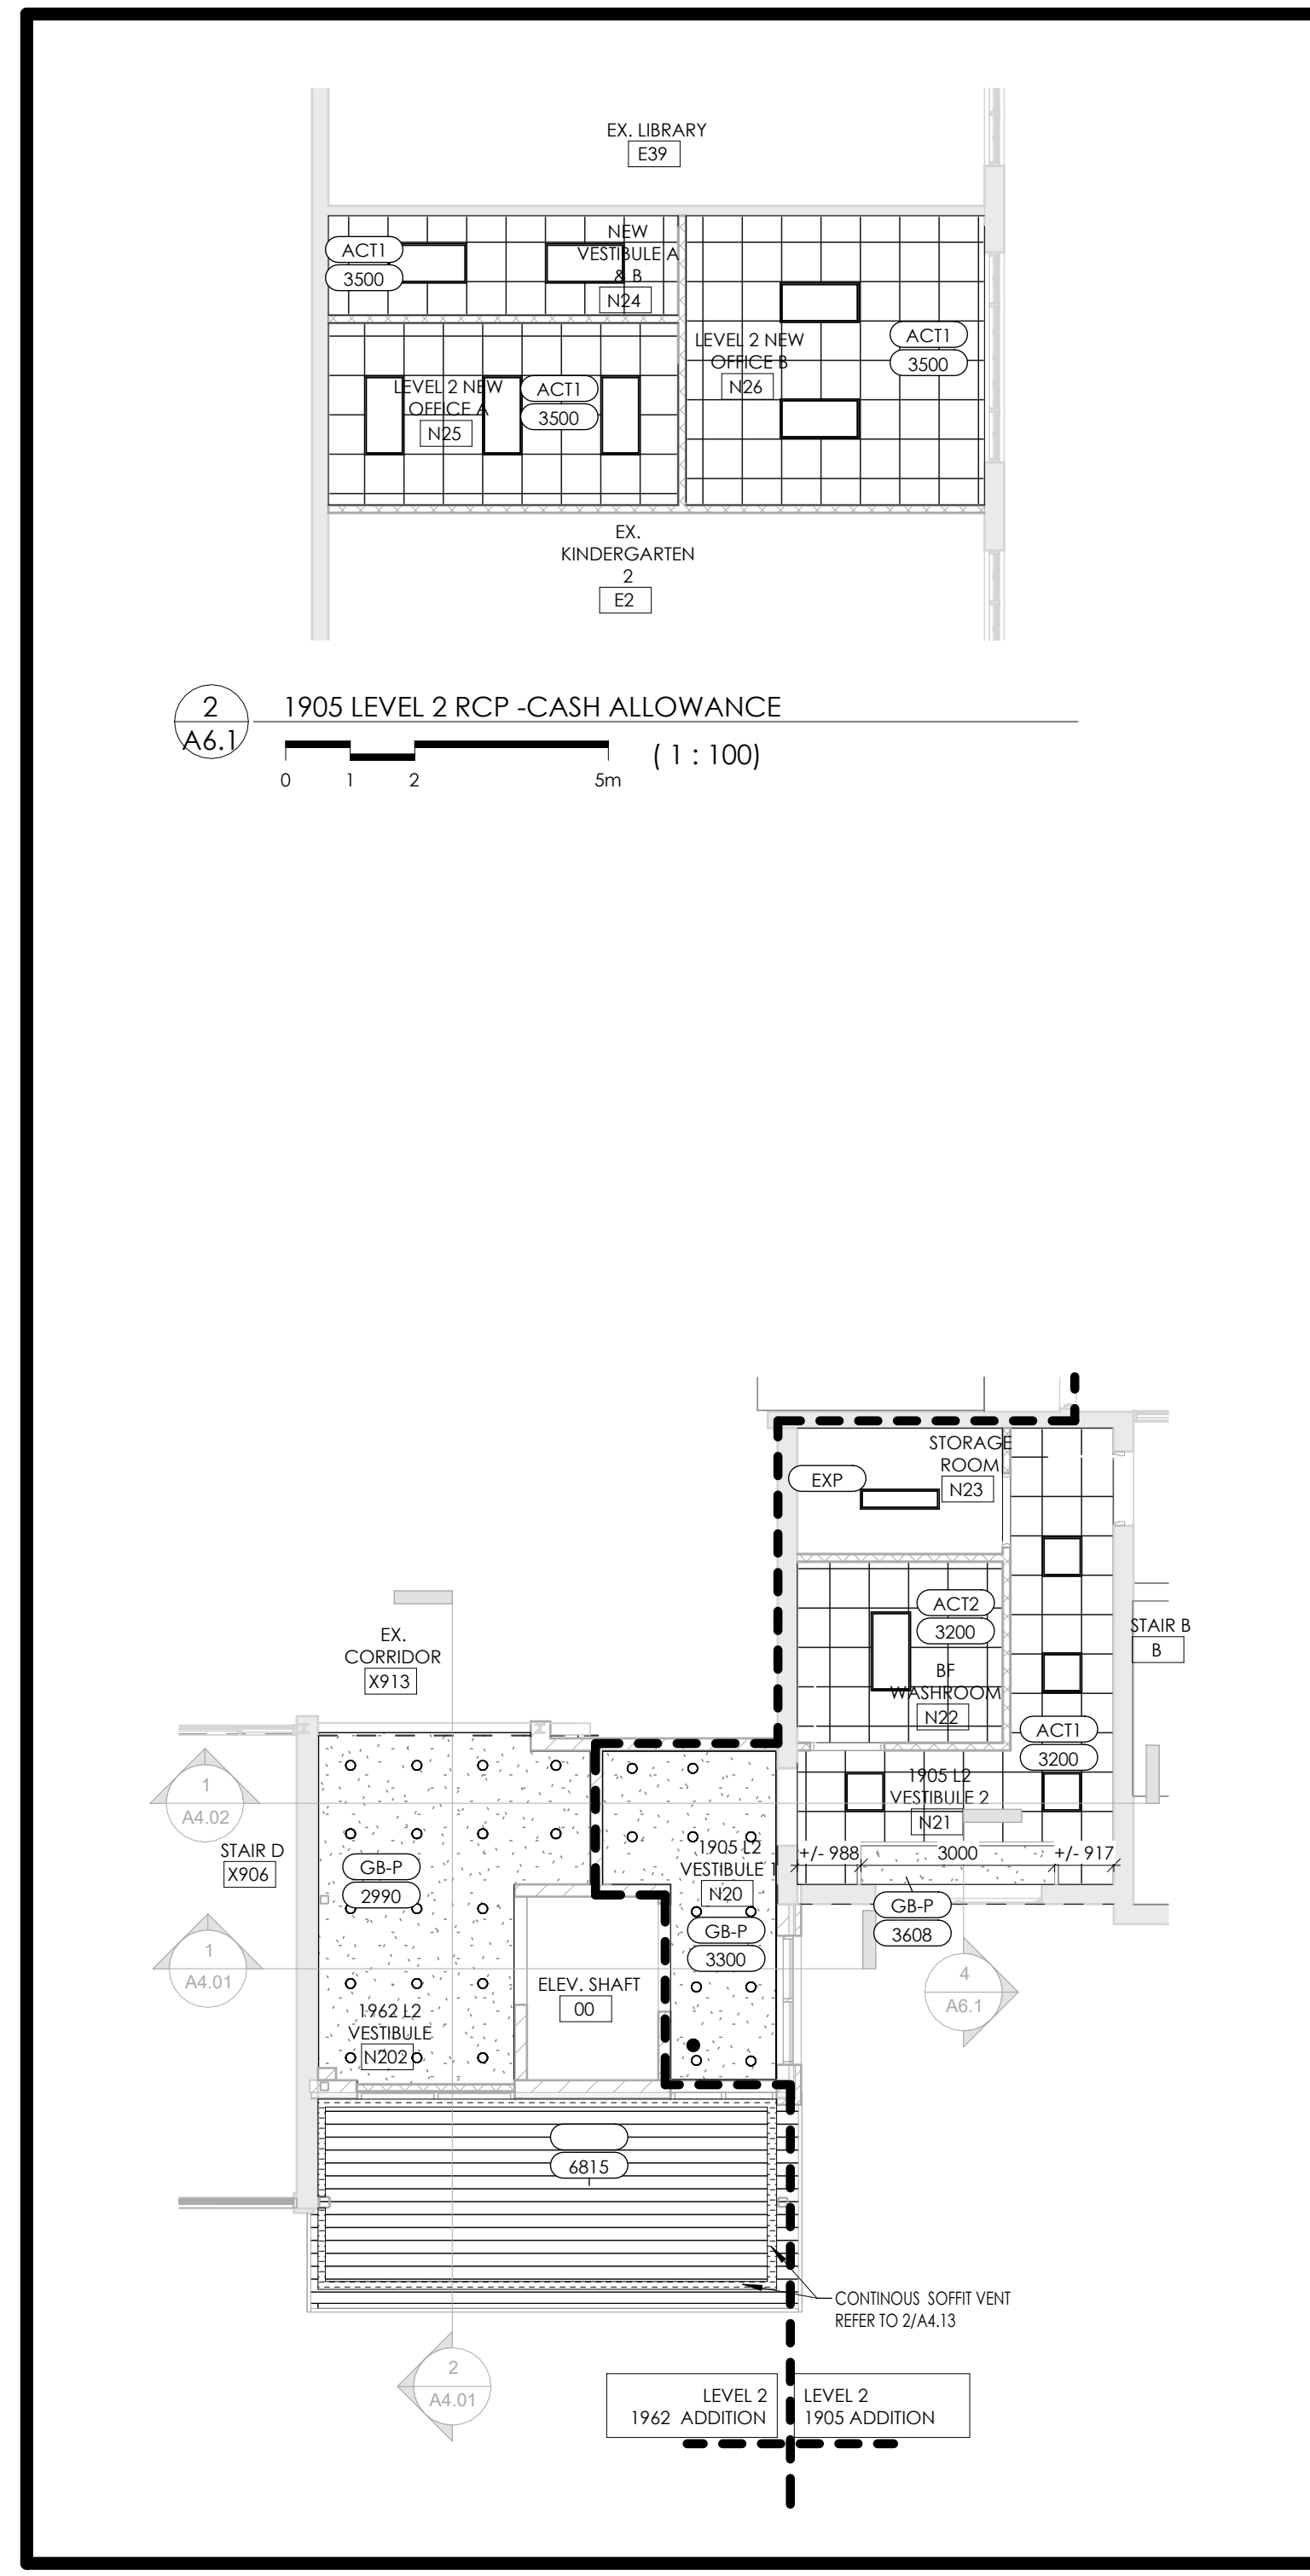 EX. LIBRARY
E39
ACT1
3500
NEW
VESTIBULE A
& B
N24
LEVEL 2 NEW
OFFICE B
N26
ACT1
3500
LEVEL 2 NEW
OFFICE A
N25
ACT1
3500
EX.
KINDERGARTEN
2
E2
2
A6.1
1905 LEVEL 2 RCP -CASH ALLOWANCE
0 1 2 5m
( 1 : 100)
STORAGE
ROOM
N23
EXP
ACT2
3200
BF
WASHROOM
N22
STAIR B
B
ACT1
3200
EX.
CORRIDOR
X913
1
A4.02
STAIR D
X906
GB-P
2990
1905 L2
VESTIBULE 2
N21
+/- 988 3000 +/- 917
1905 L2
VESTIBULE 1
N20
GB-P
3300
GB-P
3608
1
A4.01
4
A6.1
ELEV. SHAFT
00
1962 L2
VESTIBULE
N202
6815
CONTINOUS SOFFIT VENT
REFER TO 2/A4.13
2
A4.01
LEVEL 2
1962 ADDITION
LEVEL 2
1905 ADDITION